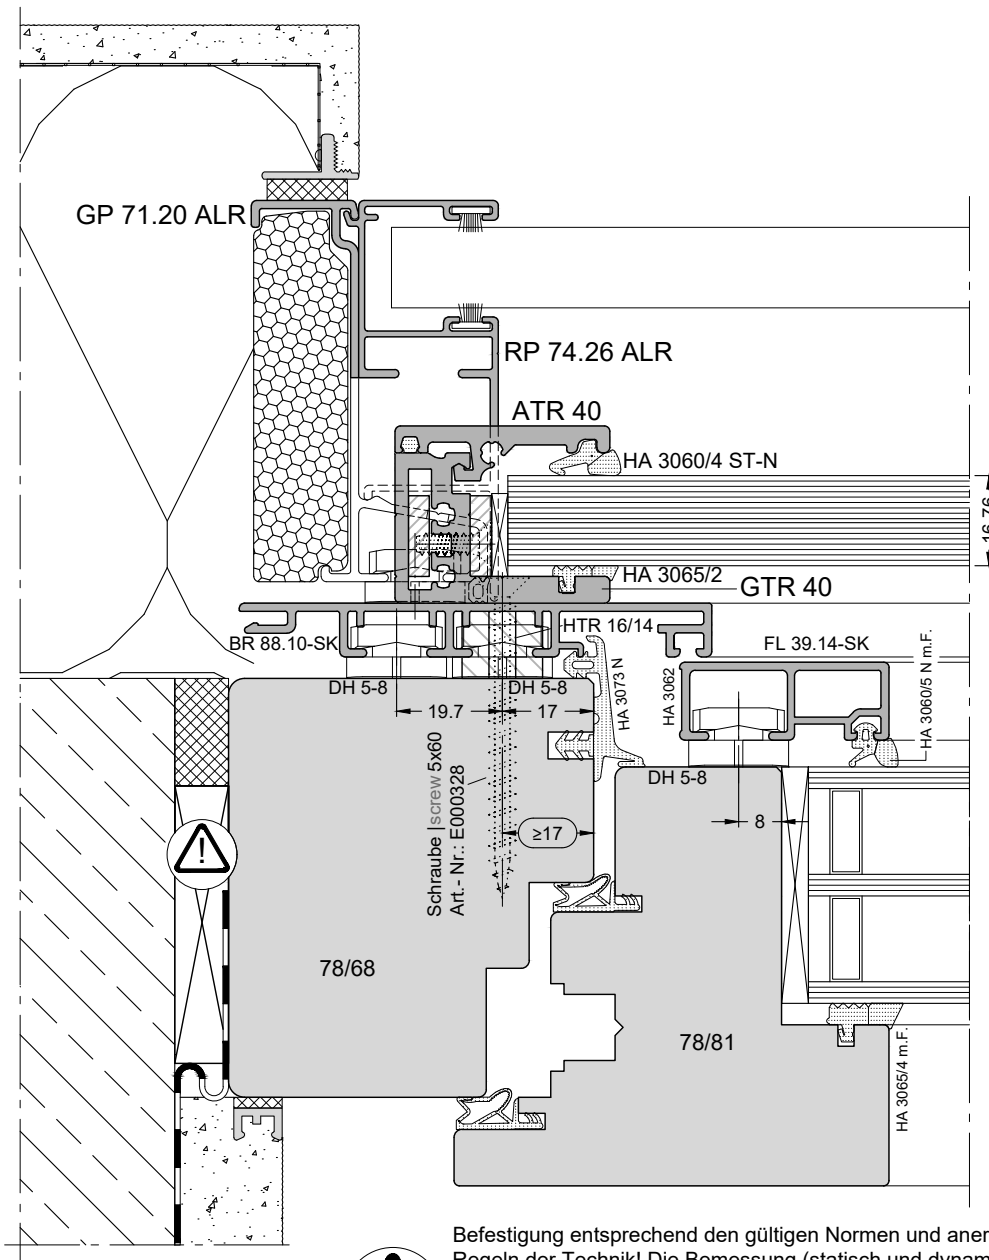 GP 71.20 ALR
RP 74.26 ALR
ATR 40
HA 3060/4 ST-N
16.76
HA 3065/2
GTR 40
HTR 16/14
BR 88.10-SK
FL 39.14-SK
DH 5-8
DH 5-8
HA 3073 N
HA 3062
HA 3060/5 N m.F.
19.7
17
DH 5-8
Schraube |screw 5x60
Art.- Nr.: E000328
8
≥17
!
78/68
78/81
HA 3065/4 m.F.
Befestigung entsprechend den gültigen Normen und aner
Regeln der Technik! Die Bemessung (statisch und dynam